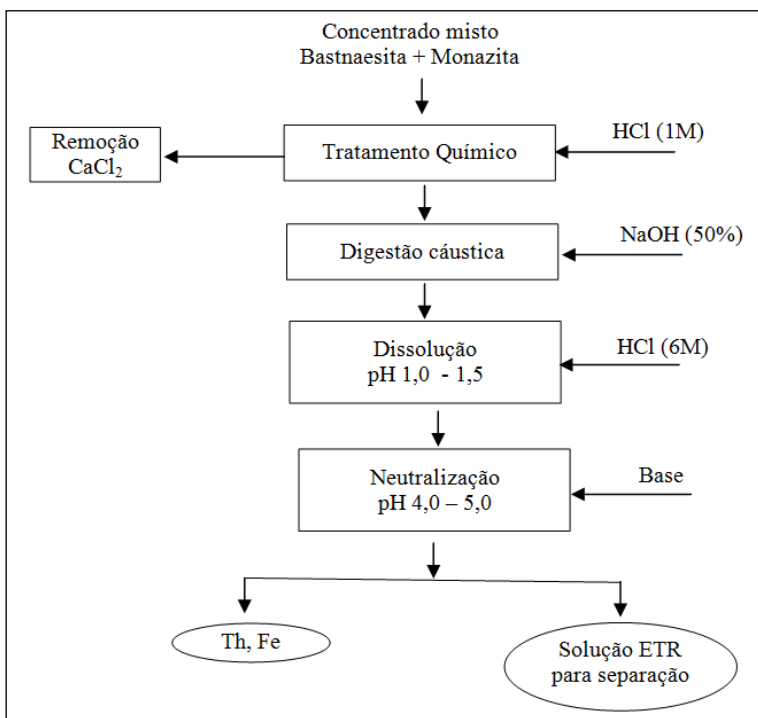 Concentrado misto
Bastnaesita + Monazita
HCl (1M)
Remoção
CaCl₂
Tratamento Químico
NaOH (50%)
Digestão cáustica
HCl (6M)
Dissolução
pH 1,0 - 1,5
Base
Neutralização
pH 4,0 – 5,0
Th, Fe
Solução ETR
para separação